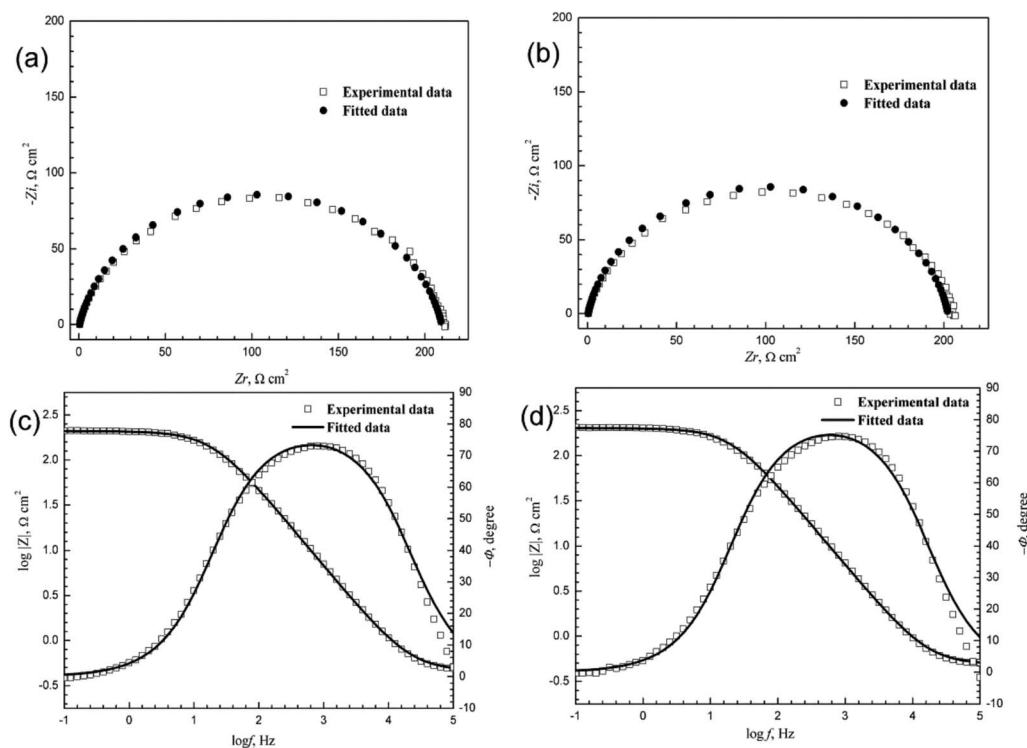 (a)
200
150
100
50
0
-Zi, Ω cm²
Experimental data
Fitted data
0 50 100 150 200
Zr, Ω cm²
(b)
200
150
100
50
0
-Zi, Ω cm²
Experimental data
Fitted data
0 50 100 150 200
Zr, Ω cm²
(c)
2.5
2.0
1.5
1.0
0.5
0.0
-0.5
log |Z|, Ω cm²
Experimental data
Fitted data
90
80
70
60
50
40
30
20
10
0
-10
-Φ, degree
-1 0 1 2 3 4 5
logf, Hz
(d)
2.5
2.0
1.5
1.0
0.5
0.0
-0.5
log |Z|, Ω cm²
Experimental data
Fitted data
90
80
70
60
50
40
30
20
10
0
-10
-Φ, degree
-1 0 1 2 3 4 5
log f, Hz